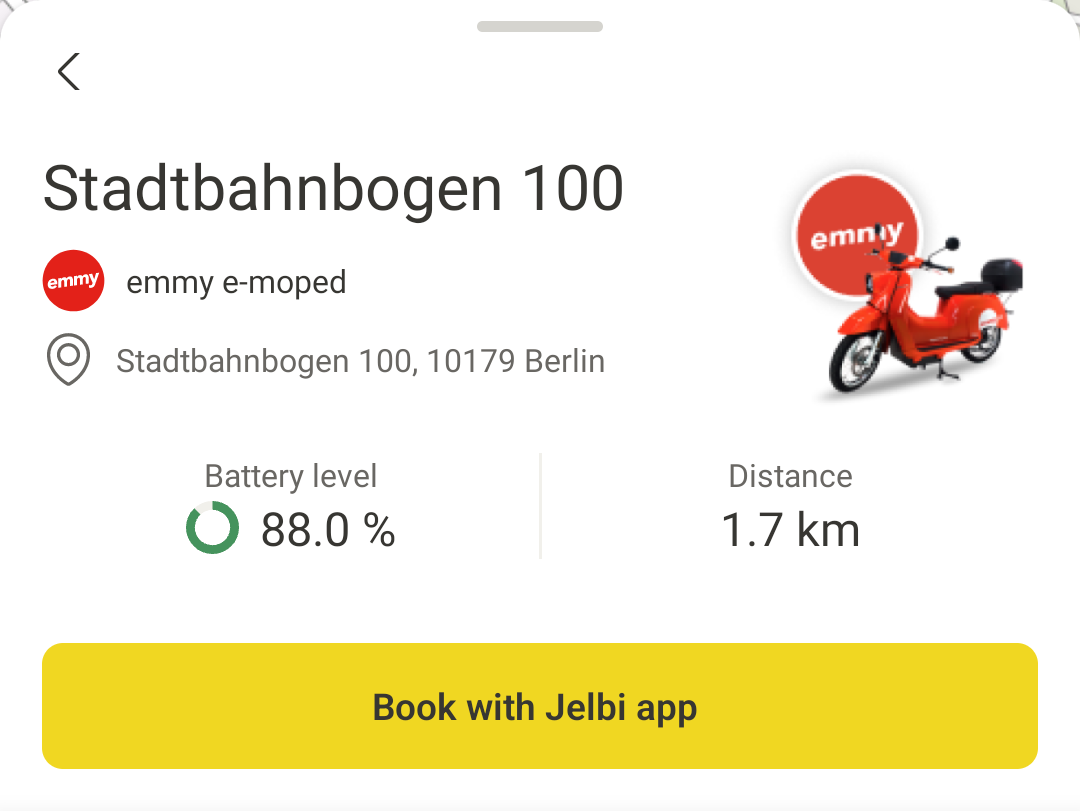 Stadtbahnbogen 100
emmy
emmy
emmy e-moped
Stadtbahnbogen 100, 10179 Berlin
Battery level
88.0 %
Distance
1.7 km
Book with Jelbi app